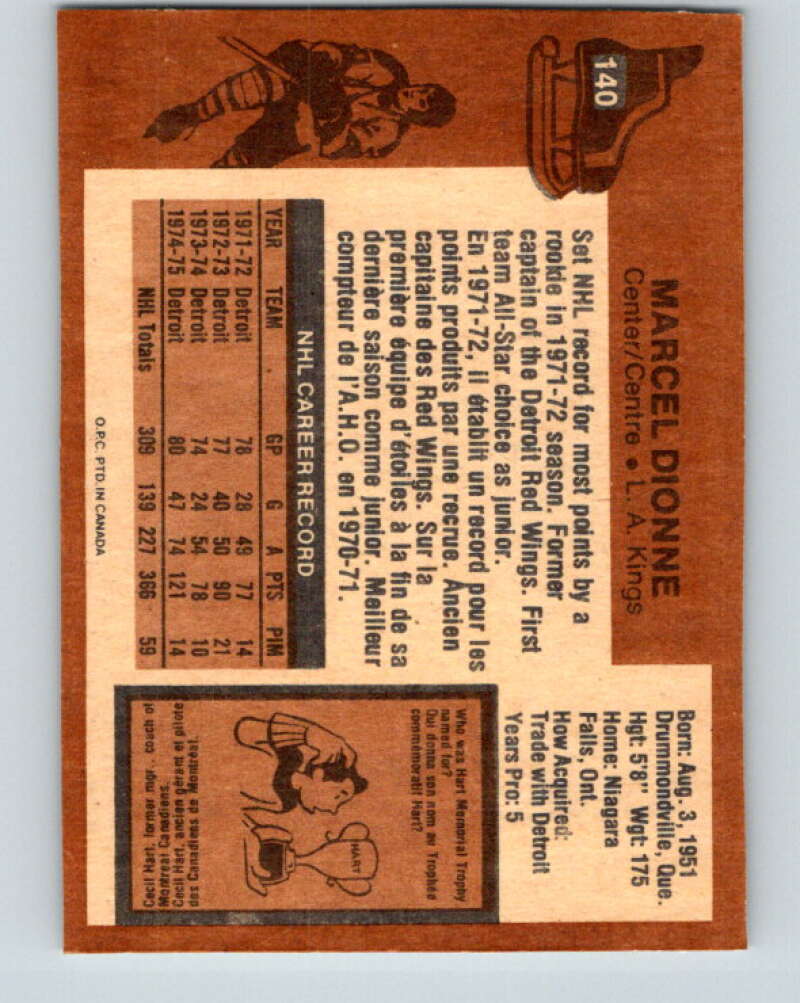 140
MARCEL DIONNE
Center/Centre • L. A. Kings
Set NHL record for most points by a
rookie in 1971-72 season. Former
captain of the Detroit Red Wings. First
team All-Star choice as junior.
En 1971-72, il établit un record pour les
points produits par une recrue. Ancien
capitaine des Red Wings. Sur la
première équipe d'étoiles à la fin de sa
dernière saison comme junior. Meilleur
compteur de l'A.H.O. en 1970-71.
NHL CAREER RECORD
YEAR TEAM GP G A PTS PIM
1971-72 Detroit 78 28 49 77 14
1972-73 Detroit 77 40 50 90 21
1973-74 Detroit 74 24 54 78 10
1974-75 Detroit 80 47 74 121 14
NHL Totals 309 139 227 366 59
O.P.C. PTD. IN CANADA
Born: Aug. 3, 1951
Drummondville, Que.
Hgt: 5'8" Wgt: 175
Home: Niagara
Falls, Ont.
How Acquired:
Trade with Detroit
Years Pro: 5
Who was Hart Memorial Trophy
named for?
Qui donna son nom au Trophée
commémoratif Hart?
HART
Cecil Hart, former mgr. - coach of
Montreal Canadiens.
Cecil Hart, ancien gérant et pilote
des Canadiens de Montréal.